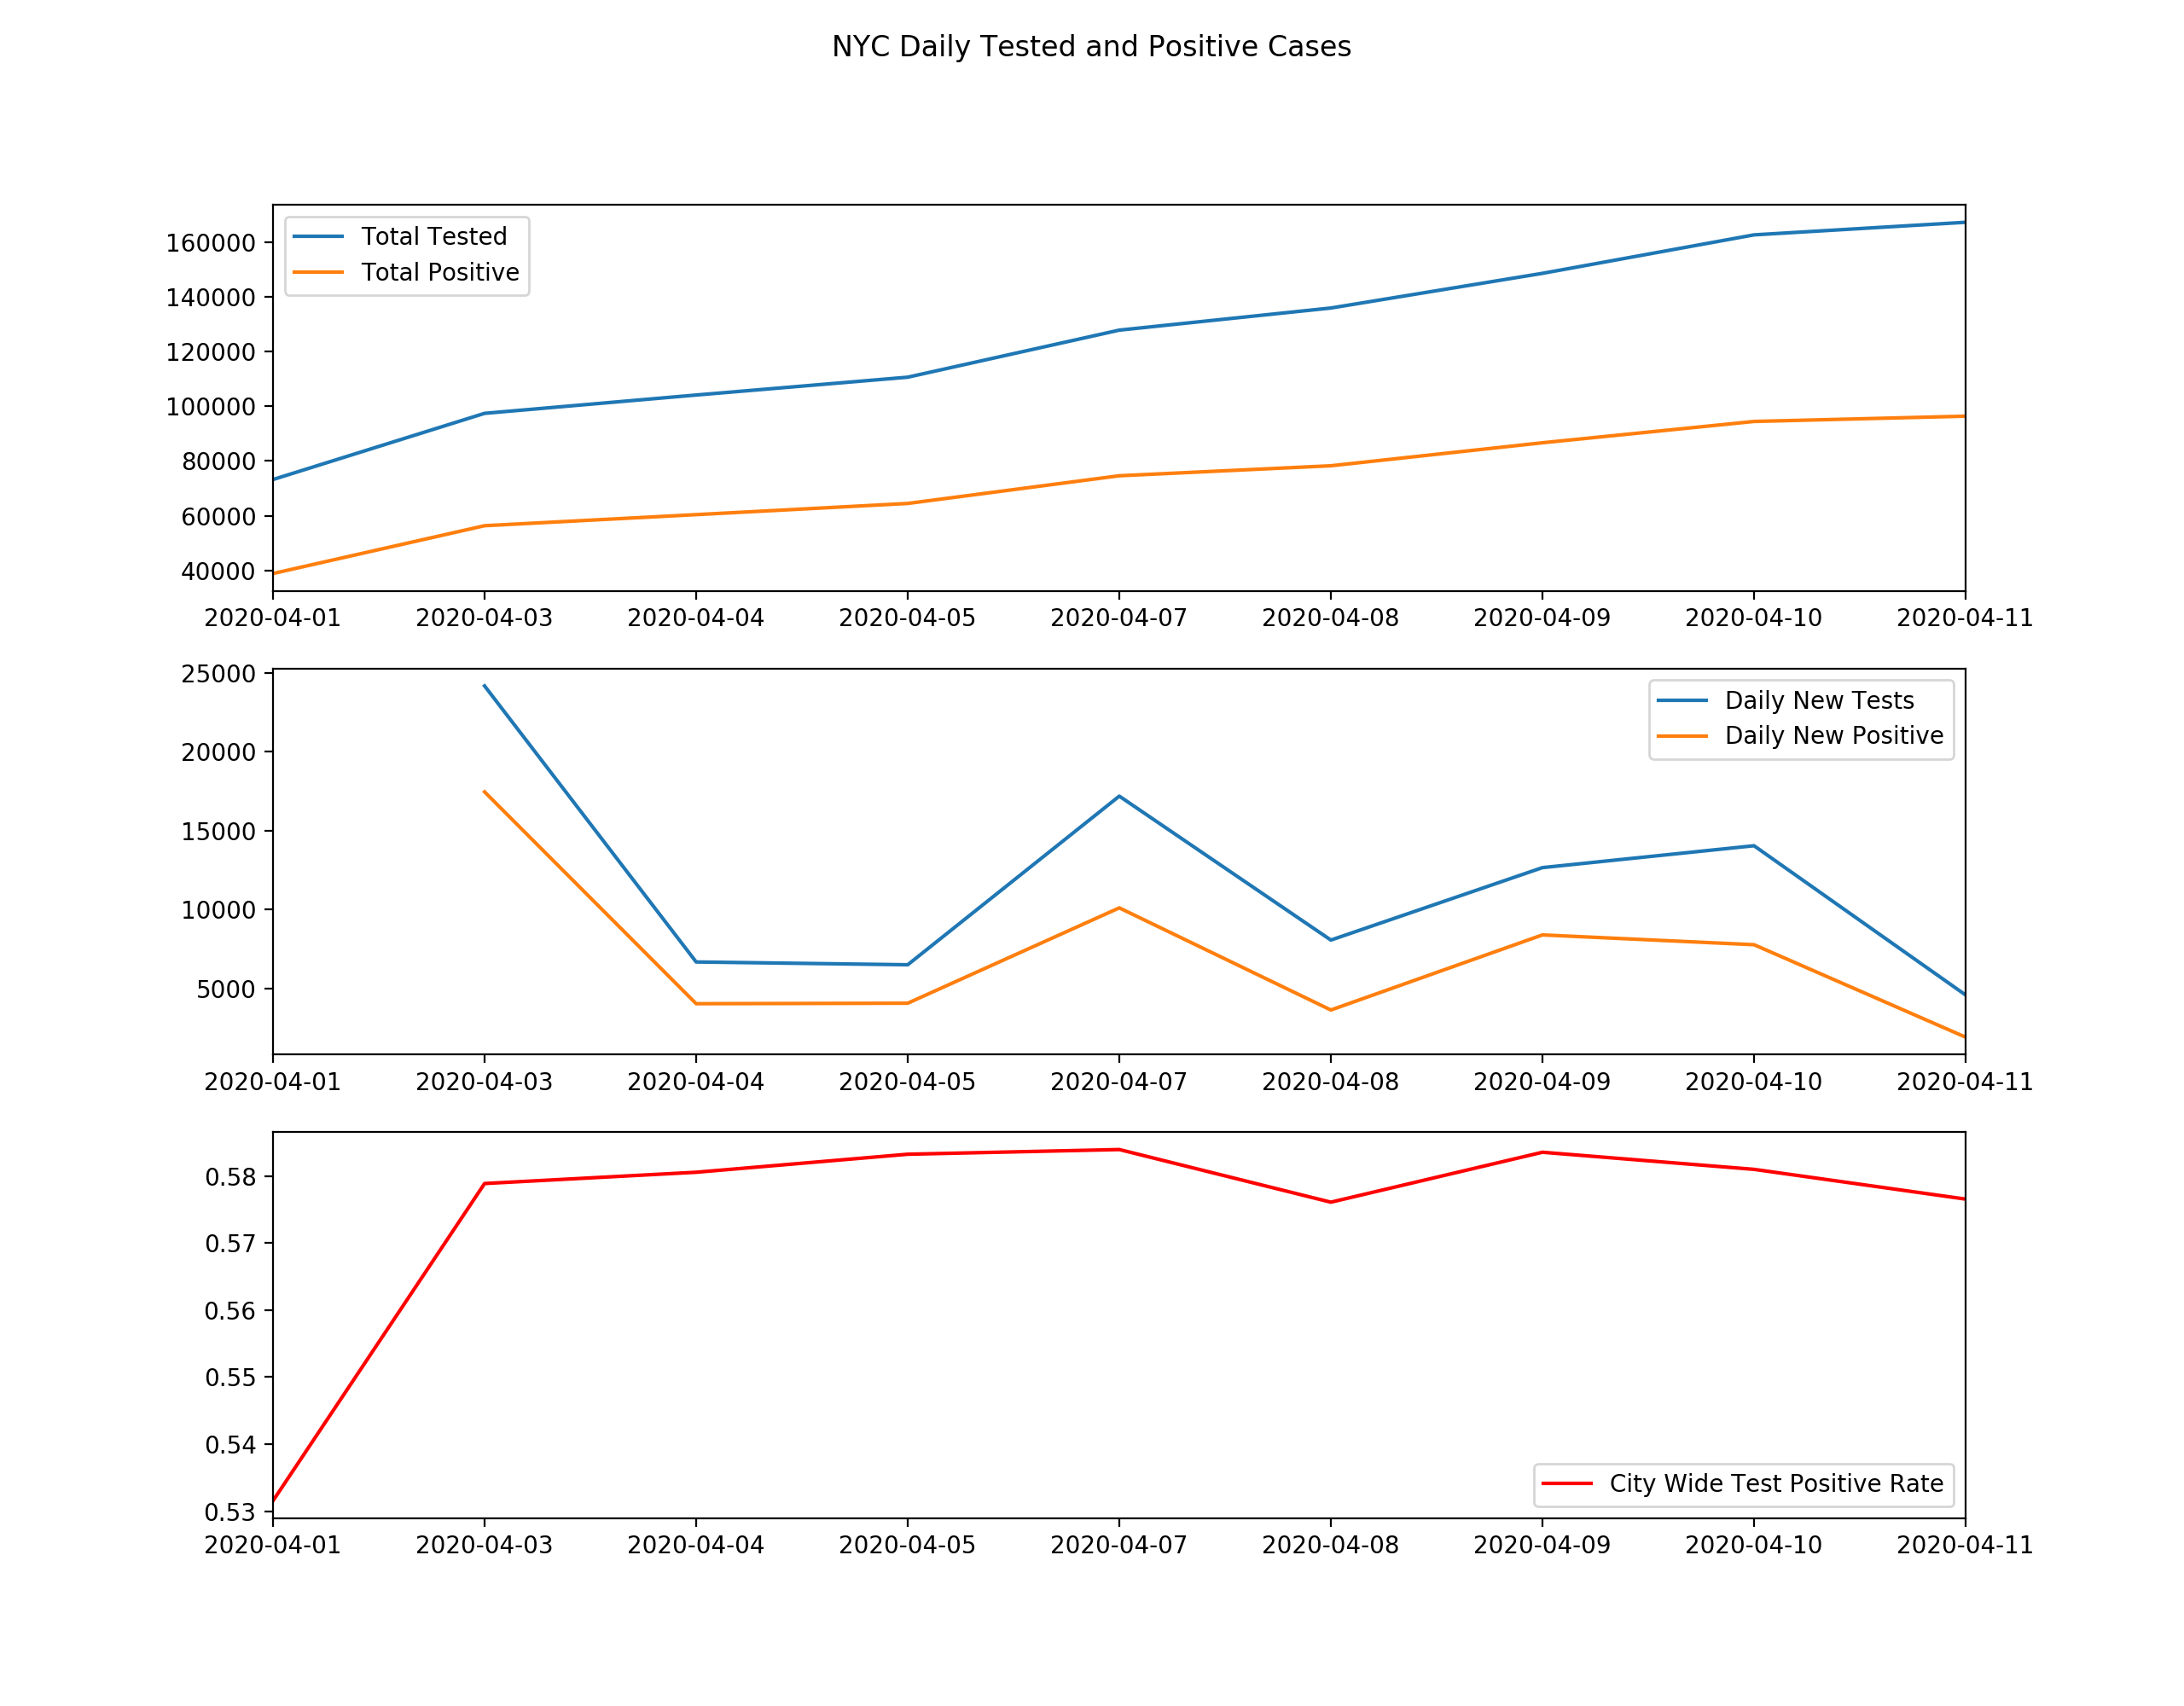 NYC Daily Tested and Positive Cases
Total Tested
Total Positive
160000
140000
120000
100000
80000
60000
40000
2020-04-01 2020-04-03 2020-04-04 2020-04-05 2020-04-07 2020-04-08 2020-04-09 2020-04-10 2020-04-11
Daily New Tests
Daily New Positive
25000
20000
15000
10000
5000
2020-04-01 2020-04-03 2020-04-04 2020-04-05 2020-04-07 2020-04-08 2020-04-09 2020-04-10 2020-04-11
0.58
0.57
0.56
0.55
0.54
0.53
City Wide Test Positive Rate
2020-04-01 2020-04-03 2020-04-04 2020-04-05 2020-04-07 2020-04-08 2020-04-09 2020-04-10 2020-04-11